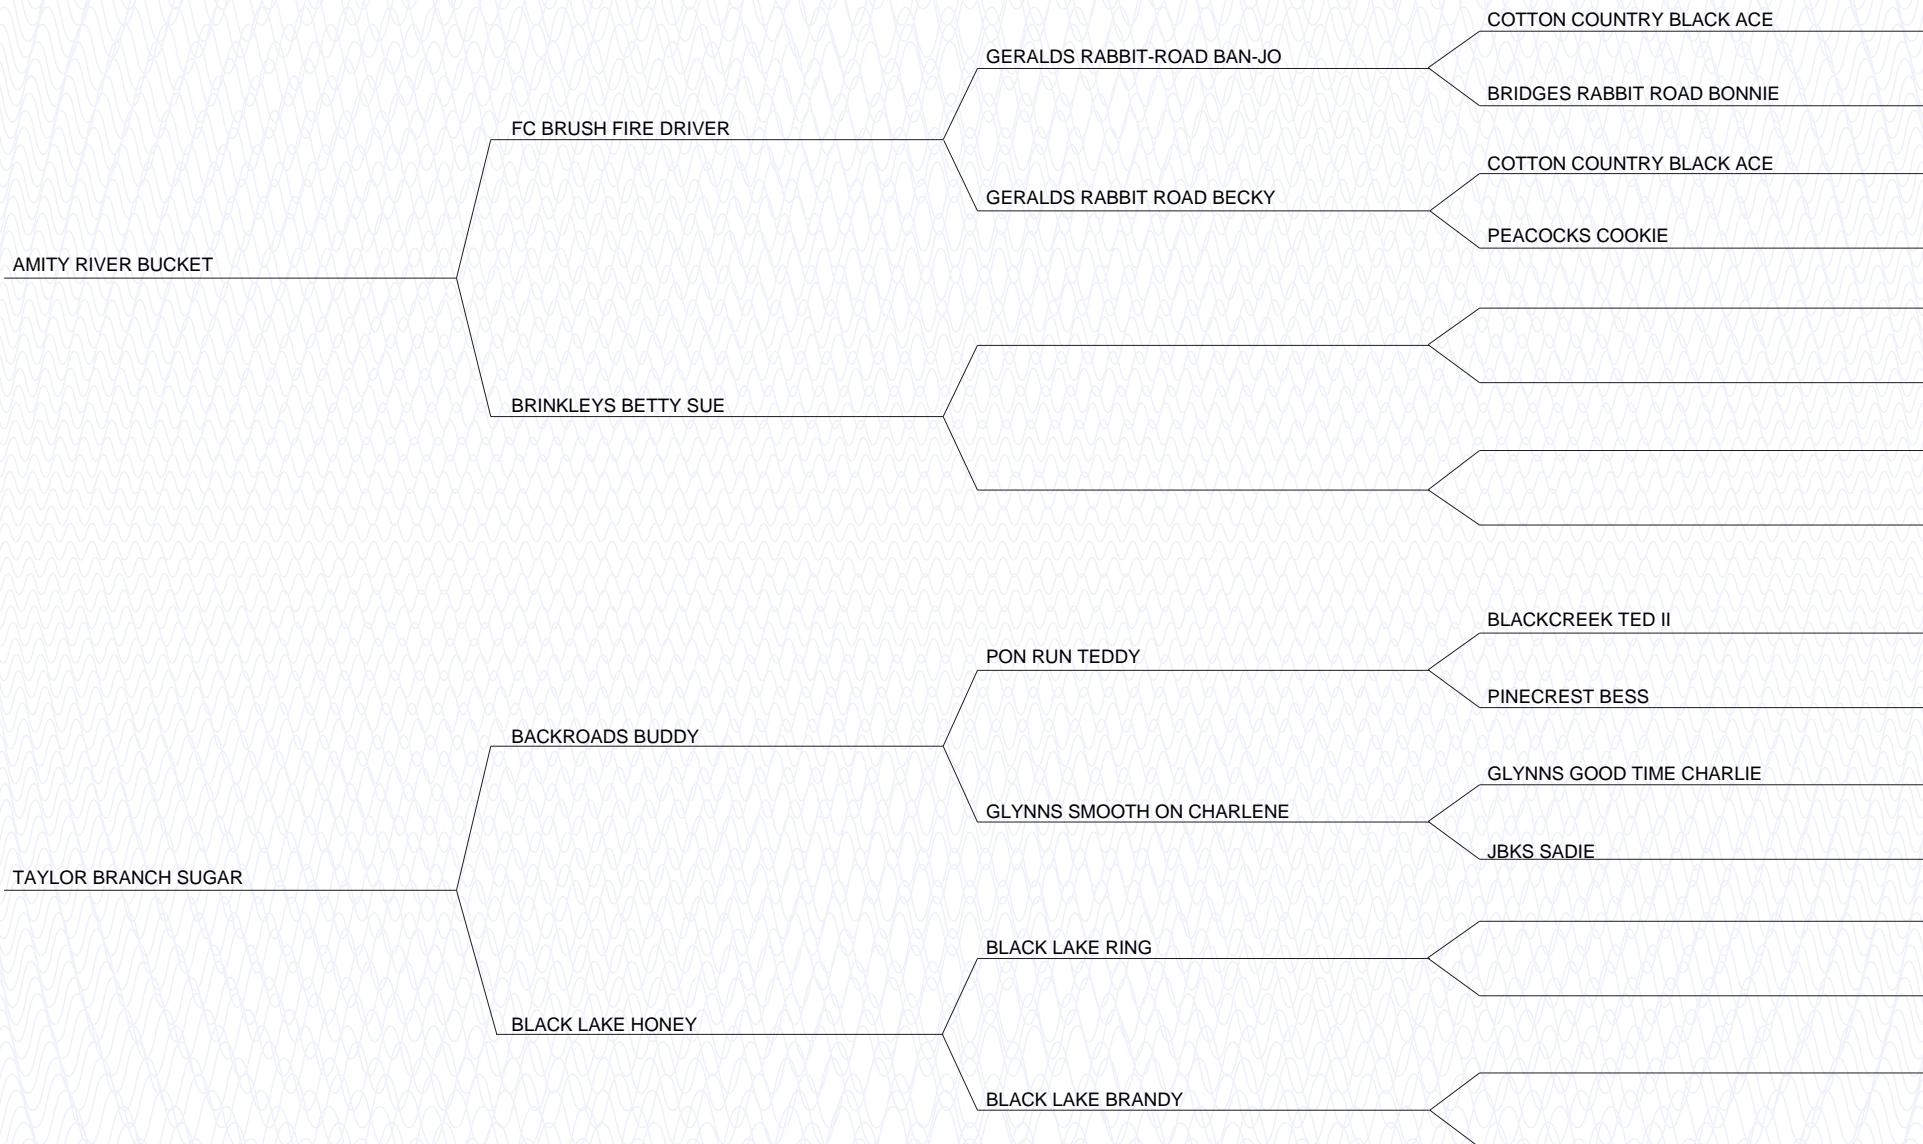 COTTON COUNTRY BLACK ACE
GERALDS RABBIT-ROAD BAN-JO
BRIDGES RABBIT ROAD BONNIE
FC BRUSH FIRE DRIVER
COTTON COUNTRY BLACK ACE
GERALDS RABBIT ROAD BECKY
PEACOCKS COOKIE
AMITY RIVER BUCKET
BRINKLEYS BETTY SUE
BLACKCREEK TED II
PON RUN TEDDY
PINECREST BESS
BACKROADS BUDDY
GLYNNS GOOD TIME CHARLIE
GLYNNS SMOOTH ON CHARLENE
JBKS SADIE
TAYLOR BRANCH SUGAR
BLACK LAKE RING
BLACK LAKE HONEY
BLACK LAKE BRANDY